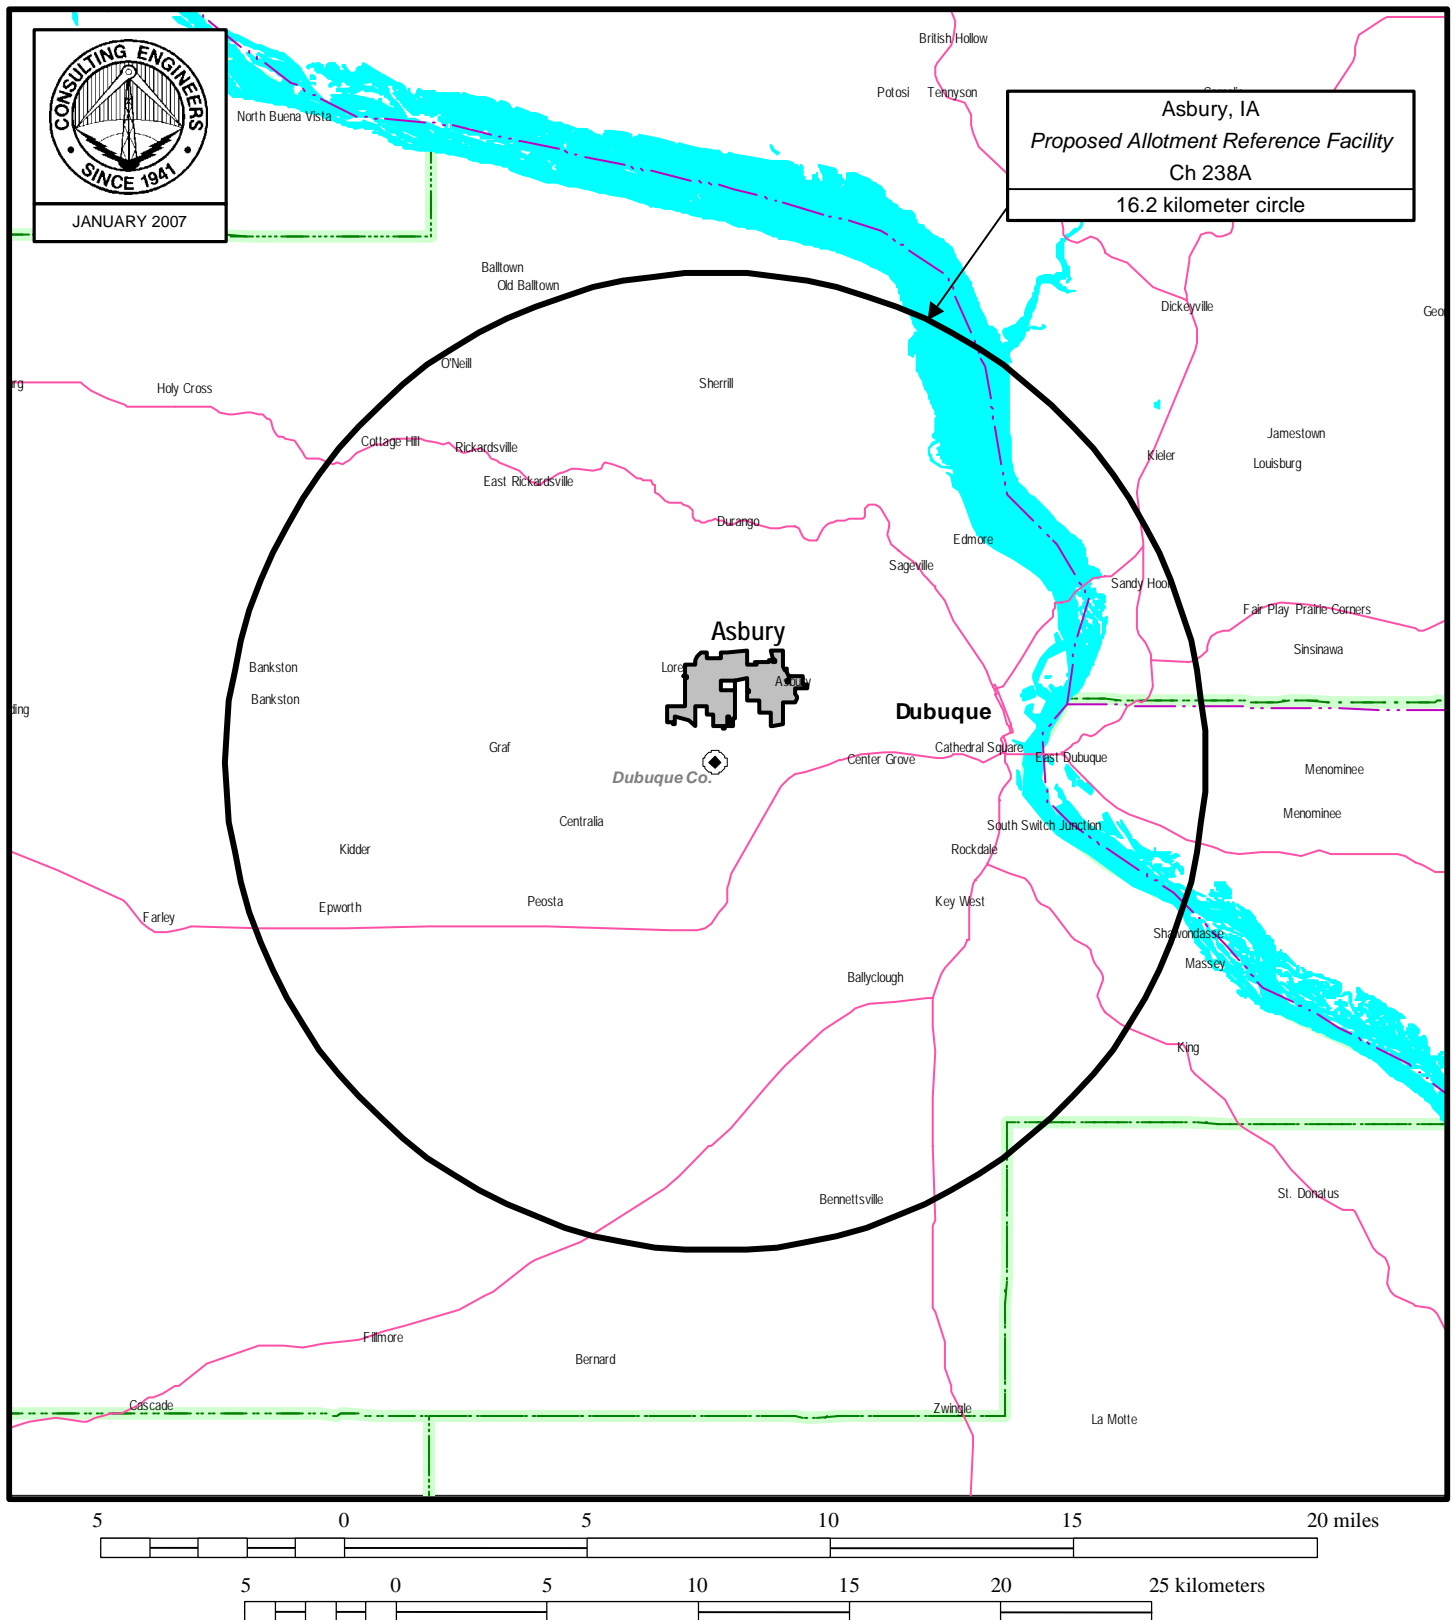 CONSULTING ENGINEERS
SINCE 1941
JANUARY 2007
British Hollow
Potosi
Tennyson
Asbury, IA
Proposed Allotment Reference Facility
Ch 238A
16.2 kilometer circle
North Buena Vista
Balltown
Old Balltown
Dickeyville
Geor
O'Neill
Sherrill
rg
Holy Cross
Cottage Hill
Rickardsville
East Rickardsville
Jamestown
Kieler
Louisburg
Durango
Edmore
Sageville
Sandy Hook
Fair Play
Prairie Corners
Sinsinawa
Asbury
Lore
Asbury
Bankston
Bankston
ding
Dubuque
Graf
Cathedral Square
Center Grove
East Dubuque
Dubuque Co.
Menominee
Menominee
Centralia
South Switch Junction
Kidder
Rockdale
Peosta
Key West
Epworth
Farley
Shawondasse
Massey
Ballyclough
King
Bennettsville
St. Donatus
Fillmore
Bernard
Cascade
Zwingle
La Motte
5 0 5 10 15 20 miles
5 0 5 10 15 20 25 kilometers